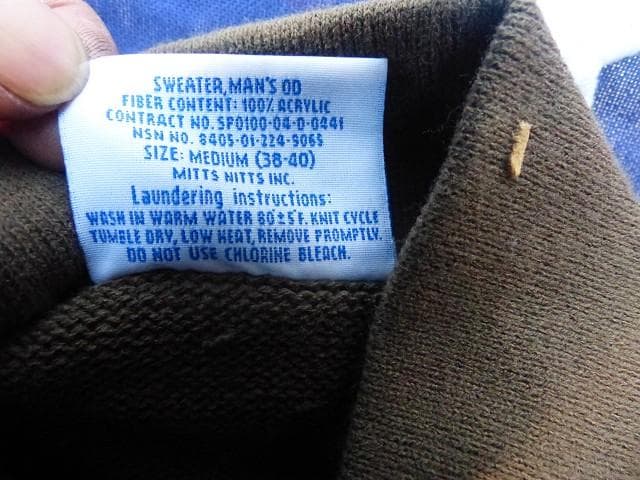 SWEATER, MAN'S OD
FIBER CONTENT: 100% ACRYLIC
CONTRACT NO. SP0100-04-D-0441
NSN NO. 8405-01-224-9065
SIZE: MEDIUM (38-40)
MITTS NITTS INC.
Laundering instructions:
WASH IN WARM WATER 80°±5°F. KNIT CYCLE
TUMBLE DRY, LOW HEAT, REMOVE PROMPTLY.
DO NOT USE CHLORINE BLEACH.